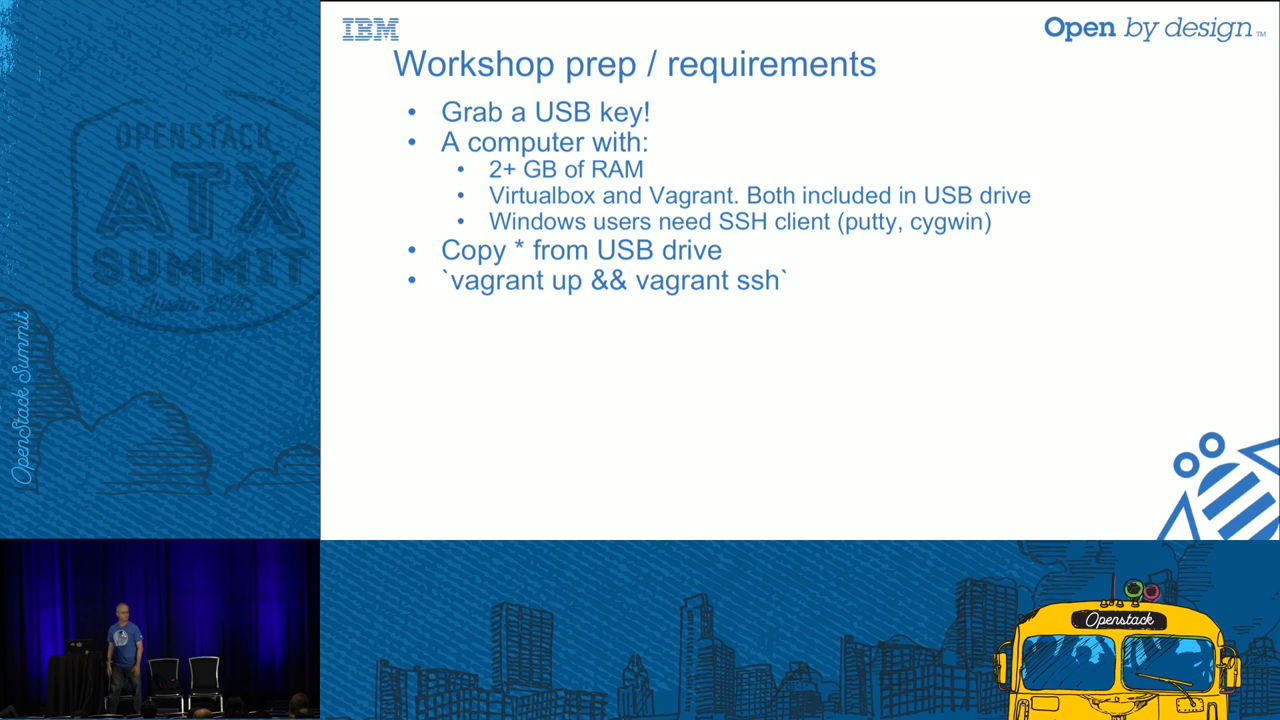 IBM
Open by design™
Workshop prep / requirements
• Grab a USB key!
• A computer with:
• 2+ GB of RAM
• Virtualbox and Vagrant. Both included in USB drive
• Windows users need SSH client (putty, cygwin)
• Copy * from USB drive
• `vagrant up && vagrant ssh`
OPENSTACK
ATX
SUMMIT
Austin 2016
OpenStack Summit
Openstack